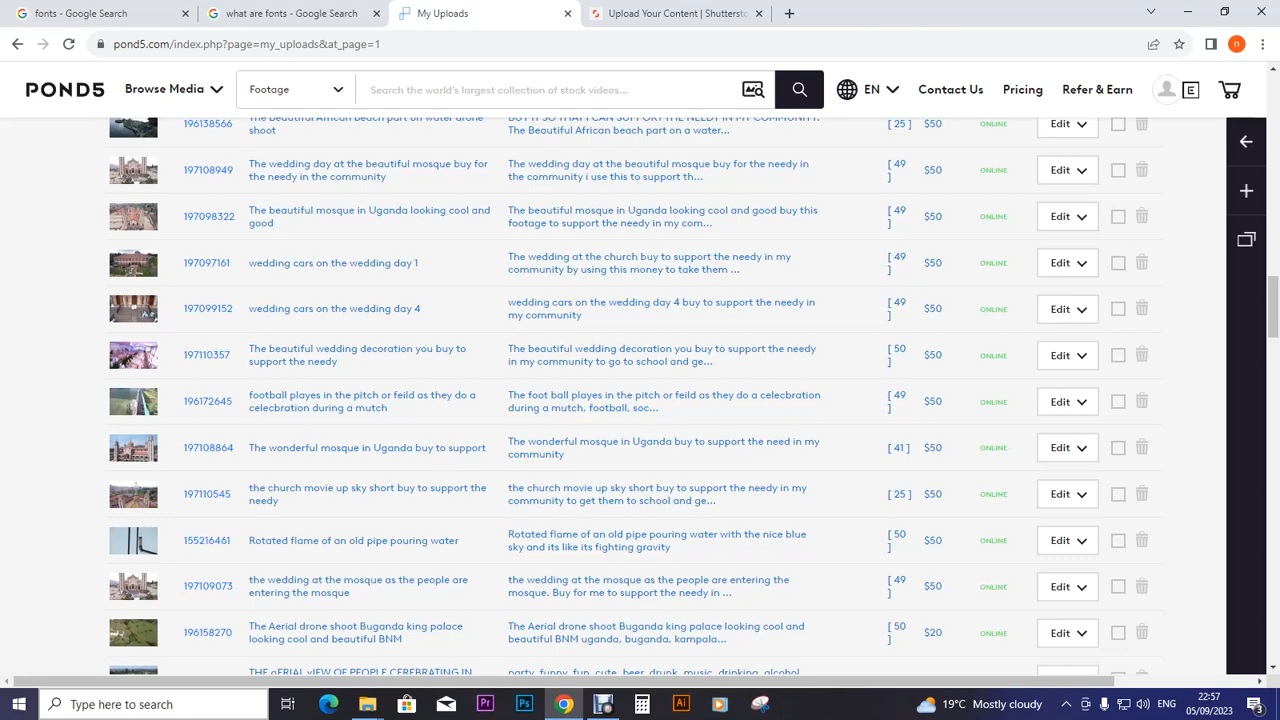 fonts - Google Search
what are fonts - Google Search
My Uploads
Upload Your Content | Shuttersto
pond5.com/index.php?page=my_uploads&at_page=1
n
POND5
Browse Media
Footage
Search the world's largest collection of stock videos...
EN
Contact Us
Pricing
Refer & Earn
E
196138566
The Beautiful African beach part on water drone
shoot
BUY IT SO THAT I CAN SUPPORT THE NEEDY IN MY COMMUNITY.
The Beautiful African beach part on a water...
[ 25 ]
$50
ONLINE
Edit
197108949
The wedding day at the beautiful mosque buy for
the needy in the community
The wedding day at the beautiful mosque buy for the needy in
the community i use this to support th...
[ 49
]
$50
ONLINE
Edit
197098322
The beautiful mosque in Uganda looking cool and
good
The beautiful mosque in Uganda looking cool and good buy this
footage to support the needy in my com...
[ 49
]
$50
ONLINE
Edit
197097161
wedding cars on the wedding day 1
The wedding at the church buy to support the needy in my
community by using this money to take them ...
[ 49
]
$50
ONLINE
Edit
197099152
wedding cars on the wedding day 4
wedding cars on the wedding day 4 buy to support the needy in
my community
[ 49
]
$50
ONLINE
Edit
197110357
The beautiful wedding decoration you buy to
support the needy
The beautiful wedding decoration you buy to support the needy
in my community to go to school and ge...
[ 50
]
$50
ONLINE
Edit
196172645
football playes in the pitch or feild as they do a
celecbration during a mutch
The foot ball playes in the pitch or feild as they do a celecbration
during a mutch, football, soc...
[ 49
]
$50
ONLINE
Edit
197108864
The wonderful mosque in Uganda buy to support
The wonderful mosque in Uganda buy to support the need in my
community
[ 41 ]
$50
ONLINE
Edit
197110545
the church movie up sky short buy to support the
needy
the church movie up sky short buy to support the needy in my
community to get them to school and ge...
[ 25 ]
$50
ONLINE
Edit
155216461
Rotated flame of an old pipe pouring water
Rotated flame of an old pipe pouring water with the nice blue
sky and its like its fighting gravity
[ 50
]
$50
ONLINE
Edit
197109073
the wedding at the mosque as the people are
entering the mosque
the wedding at the mosque as the people are entering the
mosque. Buy for me to support the needy in ...
[ 49
]
$50
ONLINE
Edit
196158270
The Aerial drone shoot Buganda king palace
looking cool and beautiful BNM
The Aerial drone shoot Buganda king palace looking cool and
beautiful BNM uganda, buganda, kampala...
[ 50
]
$20
ONLINE
Edit
THE aERIAL vIEW OF PEOPLE CEREBRATING IN
party, funny, fun, cute, beer, drunk, music, drinking, alcohol,
Type here to search
Pr
Ps
Ai
19°C Mostly cloudy
ENG
22:57
05/09/2023
3